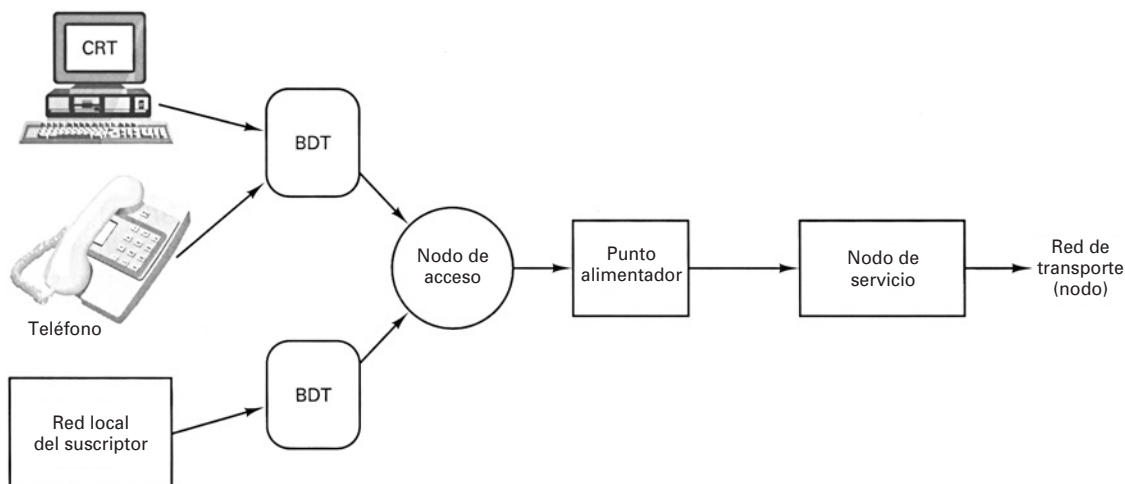 CRT
BDT
Teléfono
Nodo de
acceso
Punto
alimentador
Nodo de
servicio
Red de
transporte
(nodo)
BDT
Red local
del suscriptor